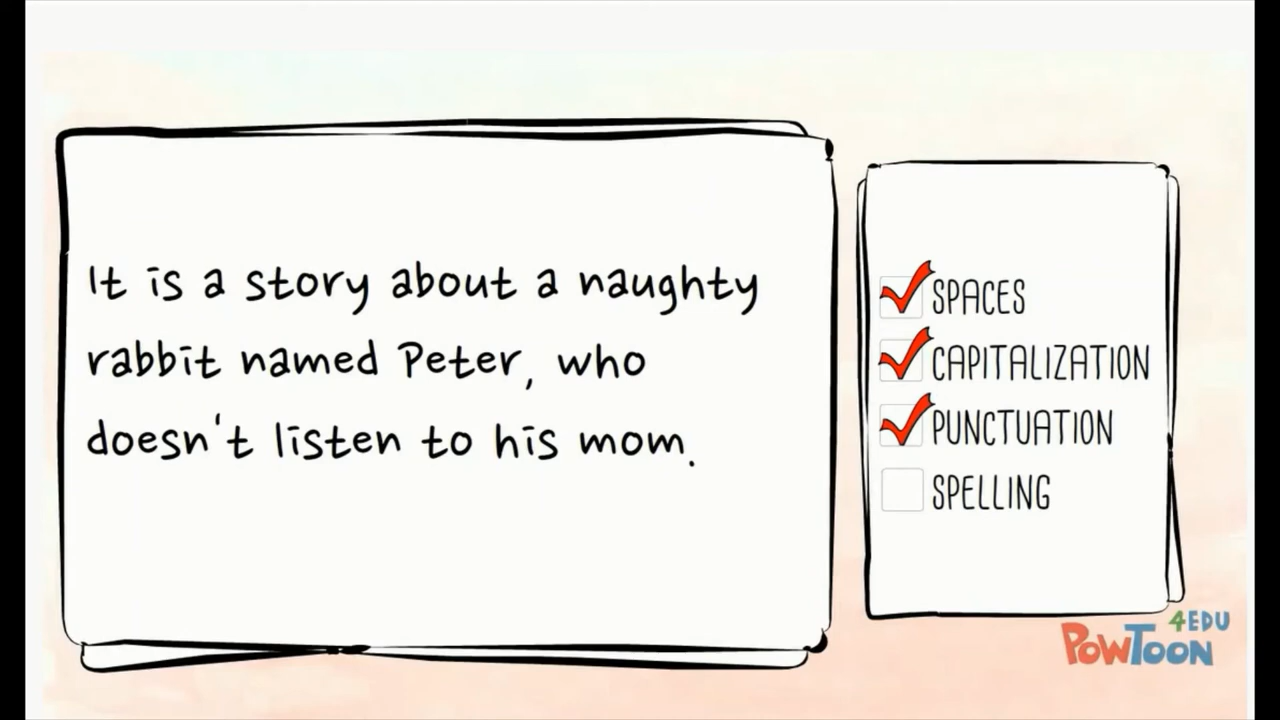 It is a story about a naughty
rabbit named Peter, who
doesn't listen to his mom.
SPACES
CAPITALIZATION
PUNCTUATION
SPELLING
4EDU
POWTOON